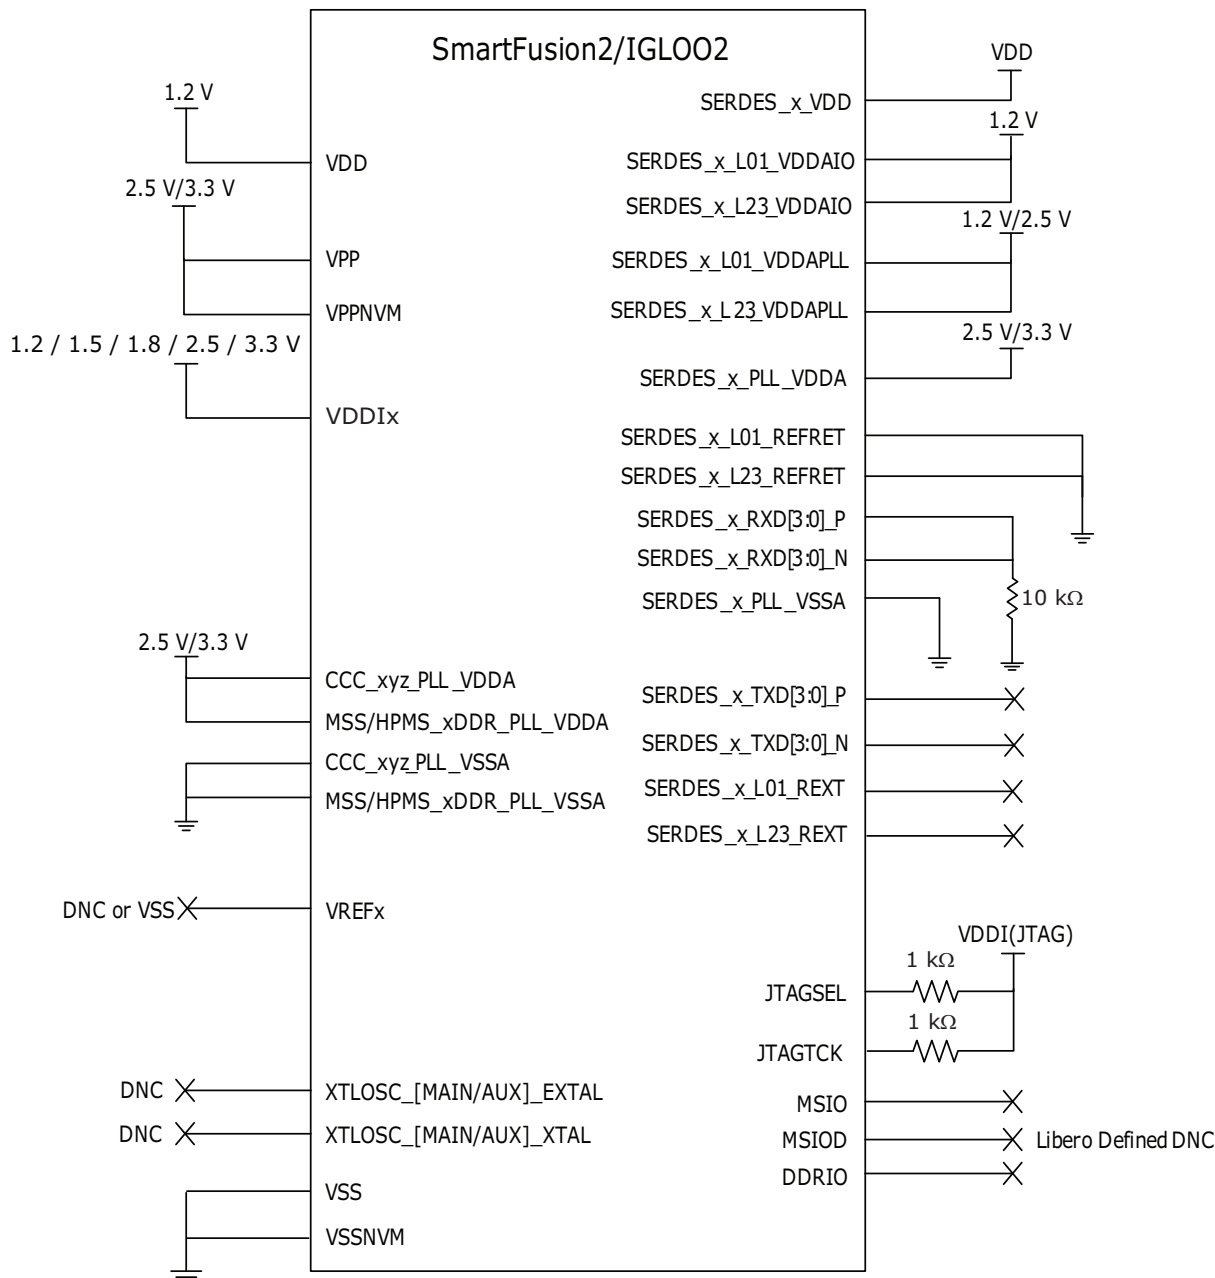 SmartFusion2/IGLOO2
1.2 V
VDD
2.5 V/3.3 V
VPP
VPPNVM
1.2 / 1.5 / 1.8 / 2.5 / 3.3 V
VDDIx
2.5 V/3.3 V
CCC_xyz_PLL_VDDA
MSS/HPMS_xDDR_PLL_VDDA
CCC_xyz_PLL_VSSA
MSS/HPMS_xDDR_PLL_VSSA
DNC or VSS
VREFx
DNC
XTLOSC_[MAIN/AUX]_EXTAL
DNC
XTLOSC_[MAIN/AUX]_XTAL
VSS
VSSNVM
VDD
SERDES_x_VDD
1.2 V
SERDES_x_L01_VDDAIO
SERDES_x_L23_VDDAIO
1.2 V/2.5 V
SERDES_x_L01_VDDAPLL
SERDES_x_L23_VDDAPLL
2.5 V/3.3 V
SERDES_x_PLL_VDDA
SERDES_x_L01_REFRET
SERDES_x_L23_REFRET
SERDES_x_RXD[3:0]_P
SERDES_x_RXD[3:0]_N
10 kΩ
SERDES_x_PLL_VSSA
SERDES_x_TXD[3:0]_P
SERDES_x_TXD[3:0]_N
SERDES_x_L01_REXT
SERDES_x_L23_REXT
VDDI(JTAG)
1 kΩ
JTAGSEL
1 kΩ
JTAGTCK
MSIO
MSIOD
Libero Defined DNC
DDRIO